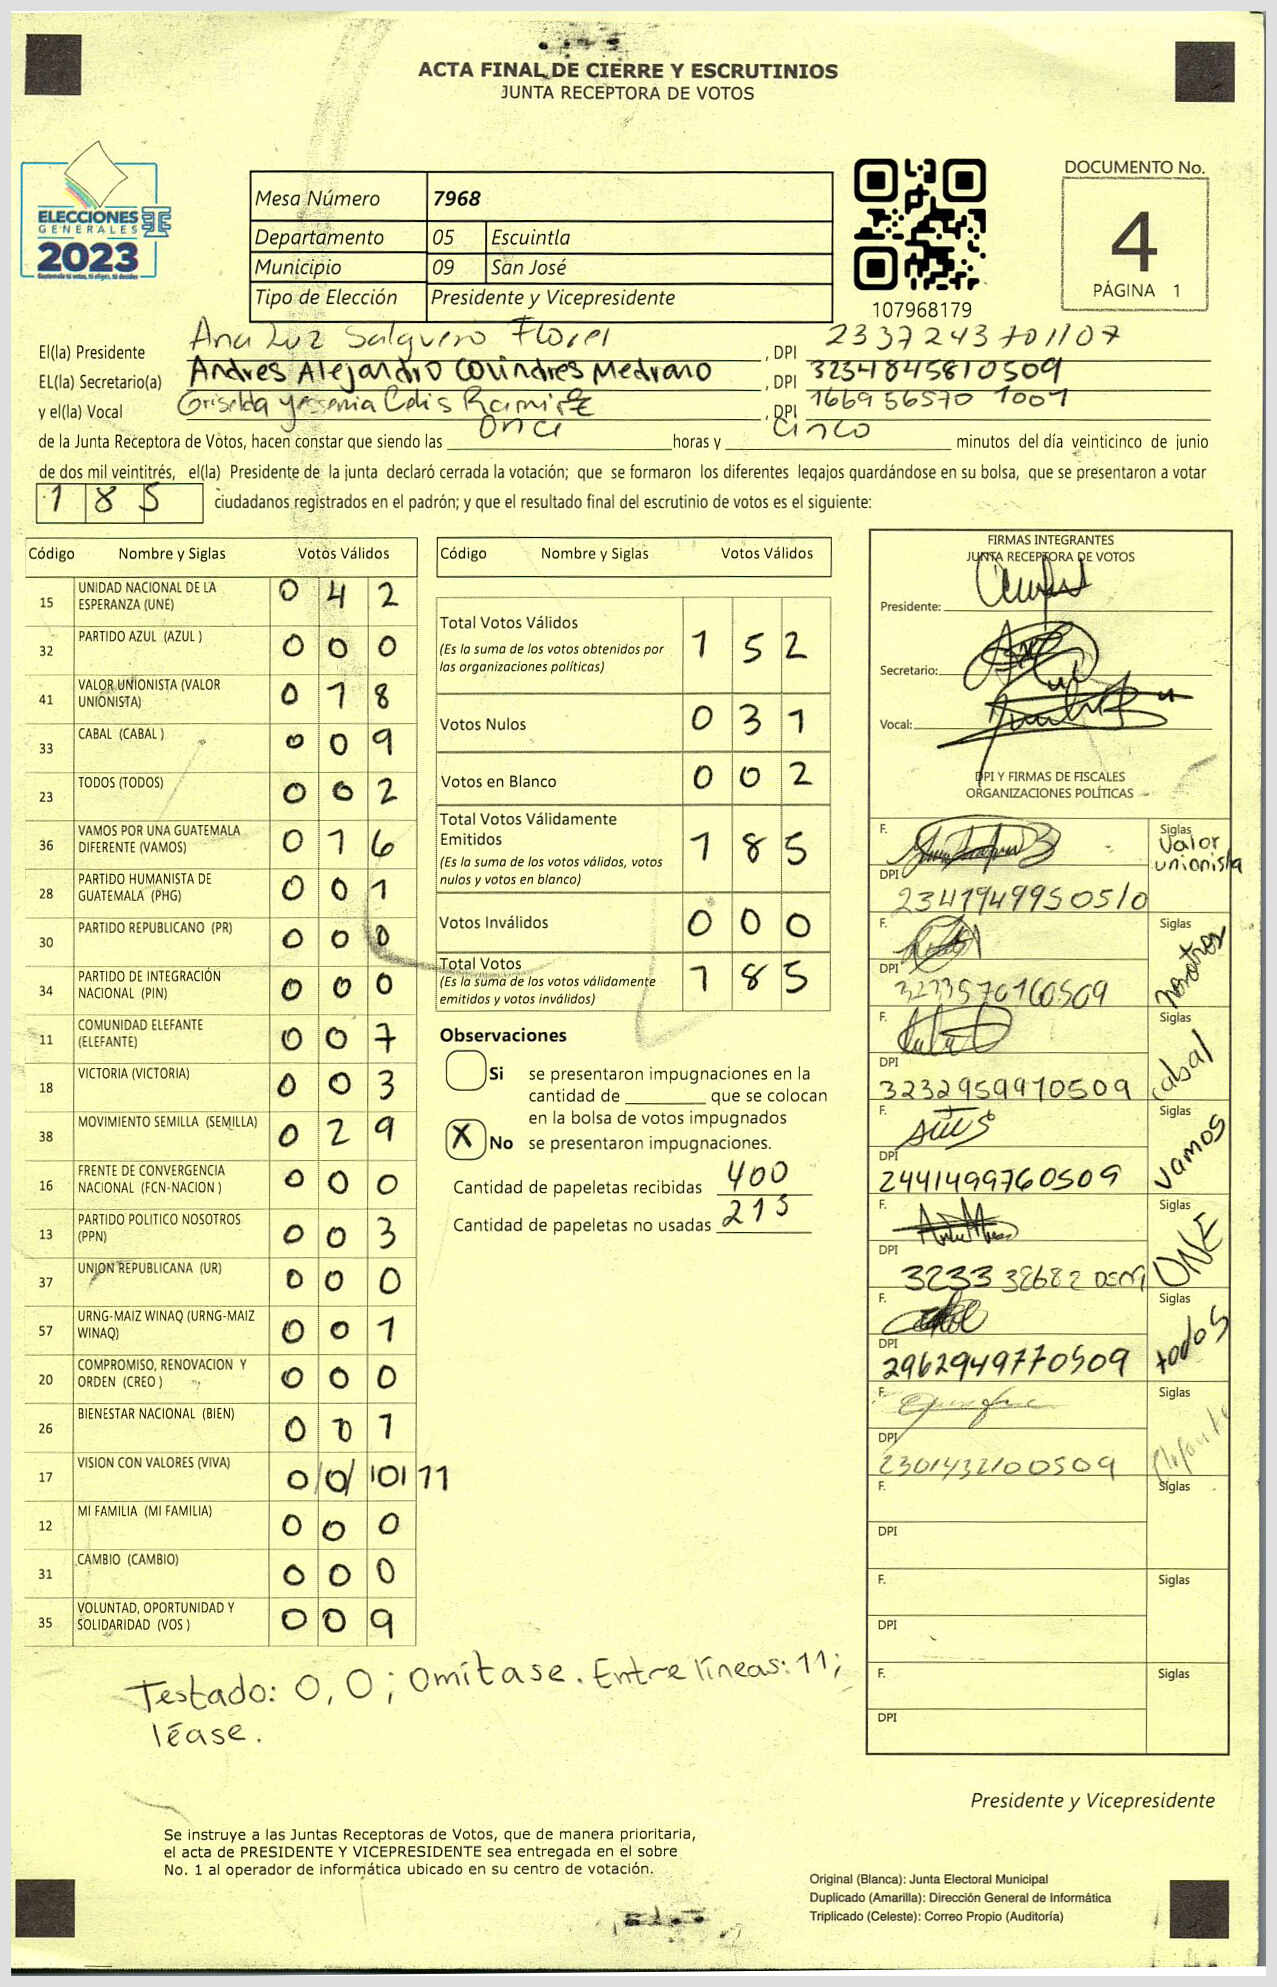 ACTA FINAL DE CIERRE Y ESCRUTINIOS
JUNTA RECEPTORA DE VOTOS
ELECCIONES
GENERALES
2023
Mesa Número 7968
Departamento 05 Escuintla
Municipio 09 San José
Tipo de Elección Presidente y Vicepresidente
107968179
DOCUMENTO No.
4
PÁGINA 1
El(la) Presidente Ana Luz Salguero Flores , DPI 2337243701107
EL(la) Secretario(a) Andres Alejandro Colindres Medrano , DPI 3234845810509
y el(la) Vocal Griselda Yessenia Celis Ramirez , DPI 1669565701001
de la Junta Receptora de Votos, hacen constar que siendo las Once horas y Cinco minutos del día veinticinco de junio
de dos mil veintitrés, el(la) Presidente de la junta declaró cerrada la votación; que se formaron los diferentes legajos guardándose en su bolsa, que se presentaron a votar
185 ciudadanos registrados en el padrón; y que el resultado final del escrutinio de votos es el siguiente:
Código Nombre y Siglas Votos Válidos
15 UNIDAD NACIONAL DE LA ESPERANZA (UNE) 0 4 2
32 PARTIDO AZUL (AZUL ) 0 0 0
41 VALOR UNIONISTA (VALOR UNIONISTA) 0 1 8
33 CABAL (CABAL ) 0 0 9
23 TODOS (TODOS) 0 0 2
36 VAMOS POR UNA GUATEMALA DIFERENTE (VAMOS) 0 1 6
28 PARTIDO HUMANISTA DE GUATEMALA (PHG) 0 0 1
30 PARTIDO REPUBLICANO (PR) 0 0 0
34 PARTIDO DE INTEGRACIÓN NACIONAL (PIN) 0 0 0
11 COMUNIDAD ELEFANTE (ELEFANTE) 0 0 7
18 VICTORIA (VICTORIA) 0 0 3
38 MOVIMIENTO SEMILLA (SEMILLA) 0 2 9
16 FRENTE DE CONVERGENCIA NACIONAL (FCN-NACION ) 0 0 0
13 PARTIDO POLITICO NOSOTROS (PPN) 0 0 3
37 UNION REPUBLICANA (UR) 0 0 0
57 URNG-MAIZ WINAQ (URNG-MAIZ WINAQ) 0 0 1
20 COMPROMISO, RENOVACION Y ORDEN (CREO ) 0 0 0
26 BIENESTAR NACIONAL (BIEN) 0 0 1
17 VISION CON VALORES (VIVA) 0/0/101 11
12 MI FAMILIA (MI FAMILIA) 0 0 0
31 CAMBIO (CAMBIO) 0 0 0
35 VOLUNTAD, OPORTUNIDAD Y SOLIDARIDAD (VOS ) 0 0 9
Testado: 0, 0; Omítase. Entre líneas: 11;
léase.
Código Nombre y Siglas Votos Válidos
Total Votos Válidos 1 5 2
(Es la suma de los votos obtenidos por
las organizaciones políticas)
Votos Nulos 0 3 1
Votos en Blanco 0 0 2
Total Votos Válidamente
Emitidos 1 8 5
(Es la suma de los votos válidos, votos
nulos y votos en blanco)
Votos Inválidos 0 0 0
Total Votos 1 8 5
(Es la suma de los votos válidamente
emitidos y votos inválidos)
Observaciones
Si se presentaron impugnaciones en la
cantidad de ________ que se colocan
en la bolsa de votos impugnados
X No se presentaron impugnaciones.
Cantidad de papeletas recibidas 400
Cantidad de papeletas no usadas 215
FIRMAS INTEGRANTES
JUNTA RECEPTORA DE VOTOS
Presidente:
Secretario:
Vocal:
DPI Y FIRMAS DE FISCALES
ORGANIZACIONES POLÍTICAS
F. Siglas Valor unionista
DPI 2341949950510
F. Siglas nosotros
DPI 3233570160509
F. Siglas cabal
DPI 3232959970509
F. Siglas vamos
DPI 2441499760509
F. Siglas UNE
DPI 3233 32682
F. Siglas todos
DPI 2962949770509
F. Siglas Elefante
DPI 2301432100509
F. Siglas
DPI
F. Siglas
DPI
F. Siglas
DPI
Presidente y Vicepresidente
Se instruye a las Juntas Receptoras de Votos, que de manera prioritaria,
el acta de PRESIDENTE Y VICEPRESIDENTE sea entregada en el sobre
No. 1 al operador de informática ubicado en su centro de votación.
Original (Blanca): Junta Electoral Municipal
Duplicado (Amarilla): Dirección General de Informática
Triplicado (Celeste): Correo Propio (Auditoría)